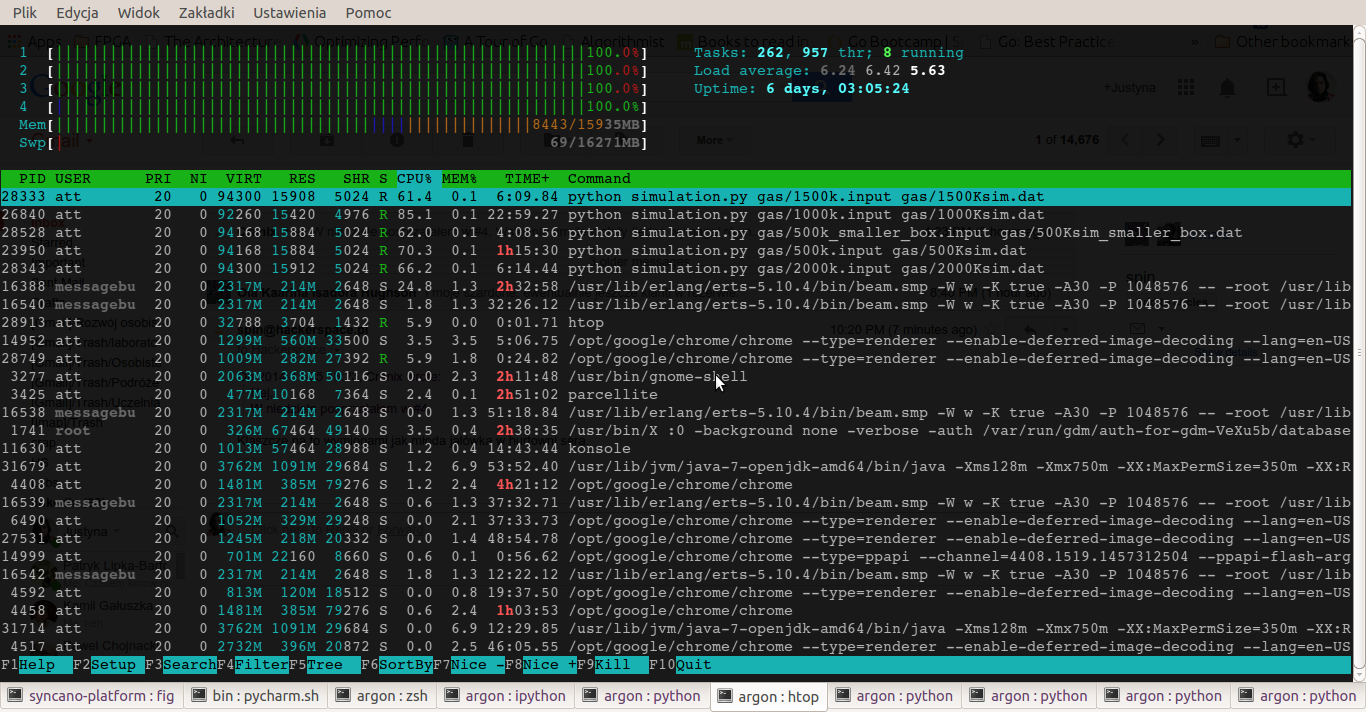 Plik Edycja Widok Zakładki Ustawienia Pomoc
1 [100.0%] Tasks: 262, 957 thr; 8 running
2 [100.0%] Load average: 6.24 6.42 5.63
3 [100.0%] Uptime: 6 days, 03:05:24
4 [100.0%]
Mem[8443/15935MB]
Swp[69/16271MB]
PID USER PRI NI VIRT RES SHR S CPU% MEM% TIME+ Command
28333 att 20 0 94300 15908 5024 R 61.4 0.1 6:09.84 python simulation.py gas/1500k.input gas/1500Ksim.dat
26840 att 20 0 92260 15420 4976 R 85.1 0.1 22:59.27 python simulation.py gas/1000k.input gas/1000Ksim.dat
28528 att 20 0 94168 15884 5024 R 62.0 0.1 4:08.56 python simulation.py gas/500k_smaller_box.input gas/500Ksim_smaller_box.dat
23956 att 20 0 94168 15884 5024 R 70.3 0.1 1h15:30 python simulation.py gas/500k.input gas/500Ksim.dat
28343 att 20 0 94300 15912 5024 R 66.2 0.1 6:14.44 python simulation.py gas/2000k.input gas/2000Ksim.dat
16388 messagebu 20 0 2317M 214M 2648 S 24.8 1.3 2h32:58 /usr/lib/erlang/erts-5.10.4/bin/beam.smp -W w -K true -A30 -P 1048576 -- -root /usr/lib
16540 messagebu 20 0 2317M 214M 2648 S 5.3 1.3 32:26.12 /usr/lib/erlang/erts-5.10.4/bin/beam.smp -W w -K true -A30 -P 1048576 -- -root /usr/lib
28913 att 20 0 32788 3704 1432 R 5.9 0.0 0:01.71 htop
14952 att 20 0 1299M 560M 33500 S 3.5 3.5 5:06.75 /opt/google/chrome/chrome --type=renderer --enable-deferred-image-decoding --lang=en-US
28749 att 20 0 1009M 282M 27392 R 5.9 1.8 0:24.82 /opt/google/chrome/chrome --type=renderer --enable-deferred-image-decoding --lang=en-US
3277 att 20 0 2063M 368M 50116 S 0.0 2.3 2h11:48 /usr/bin/gnome-shell
3425 att 20 0 477M 10168 7364 S 2.4 0.1 2h51:02 parcellite
16538 messagebu 20 0 2317M 214M 2648 S 4.7 1.3 51:18.84 /usr/lib/erlang/erts-5.10.4/bin/beam.smp -W w -K true -A30 -P 1048576 -- -root /usr/lib
1741 root 20 0 326M 67464 49140 S 3.5 0.4 2h38:35 /usr/bin/X :0 -background none -verbose -auth /var/run/gdm/auth-for-gdm-VeXu5b/database
11630 att 20 0 1013M 57464 28988 S 1.2 0.4 14:43.44 konsole
31679 att 20 0 3762M 1091M 29684 S 1.2 6.9 53:52.40 /usr/lib/jvm/java-7-openjdk-amd64/bin/java -Xms128m -Xmx750m -XX:MaxPermSize=350m -XX:R
4408 att 20 0 1481M 385M 79276 S 1.2 2.4 4h21:12 /opt/google/chrome/chrome
16539 messagebu 20 0 2317M 214M 2648 S 0.6 1.3 37:32.71 /usr/lib/erlang/erts-5.10.4/bin/beam.smp -W w -K true -A30 -P 1048576 -- -root /usr/lib
6490 att 20 0 1052M 329M 29248 S 0.0 2.1 37:33.73 /opt/google/chrome/chrome --type=renderer --enable-deferred-image-decoding --lang=en-US
27531 att 20 0 1245M 218M 20332 S 0.0 1.4 48:54.78 /opt/google/chrome/chrome --type=renderer --enable-deferred-image-decoding --lang=en-US
14999 att 20 0 701M 22160 8660 S 0.6 0.1 0:56.62 /opt/google/chrome/chrome --type=ppapi --channel=4408.1519.1457312504 --ppapi-flash-arg
16542 messagebu 20 0 2317M 214M 2648 S 1.8 1.3 12:22.12 /usr/lib/erlang/erts-5.10.4/bin/beam.smp -W w -K true -A30 -P 1048576 -- -root /usr/lib
4592 att 20 0 813M 120M 18512 S 0.0 0.8 19:37.50 /opt/google/chrome/chrome --type=renderer --enable-deferred-image-decoding --lang=en-US
4458 att 20 0 1481M 385M 79276 S 0.6 2.4 1h03:53 /opt/google/chrome/chrome
31714 att 20 0 3762M 1091M 29684 S 0.0 6.9 12:29.85 /usr/lib/jvm/java-7-openjdk-amd64/bin/java -Xms128m -Xmx750m -XX:MaxPermSize=350m -XX:R
4517 att 20 0 2732M 396M 20872 S 0.0 2.5 46:05.55 /opt/google/chrome/chrome --type=renderer --enable-deferred-image-decoding --lang=en-US
F1Help F2Setup F3SearchF4FilterF5Tree F6SortByF7Nice -F8Nice +F9Kill F10Quit
syncano-platform : fig bin : pycharm.sh argon : zsh argon : ipython argon : python argon : htop argon : python argon : python argon : python argon : python